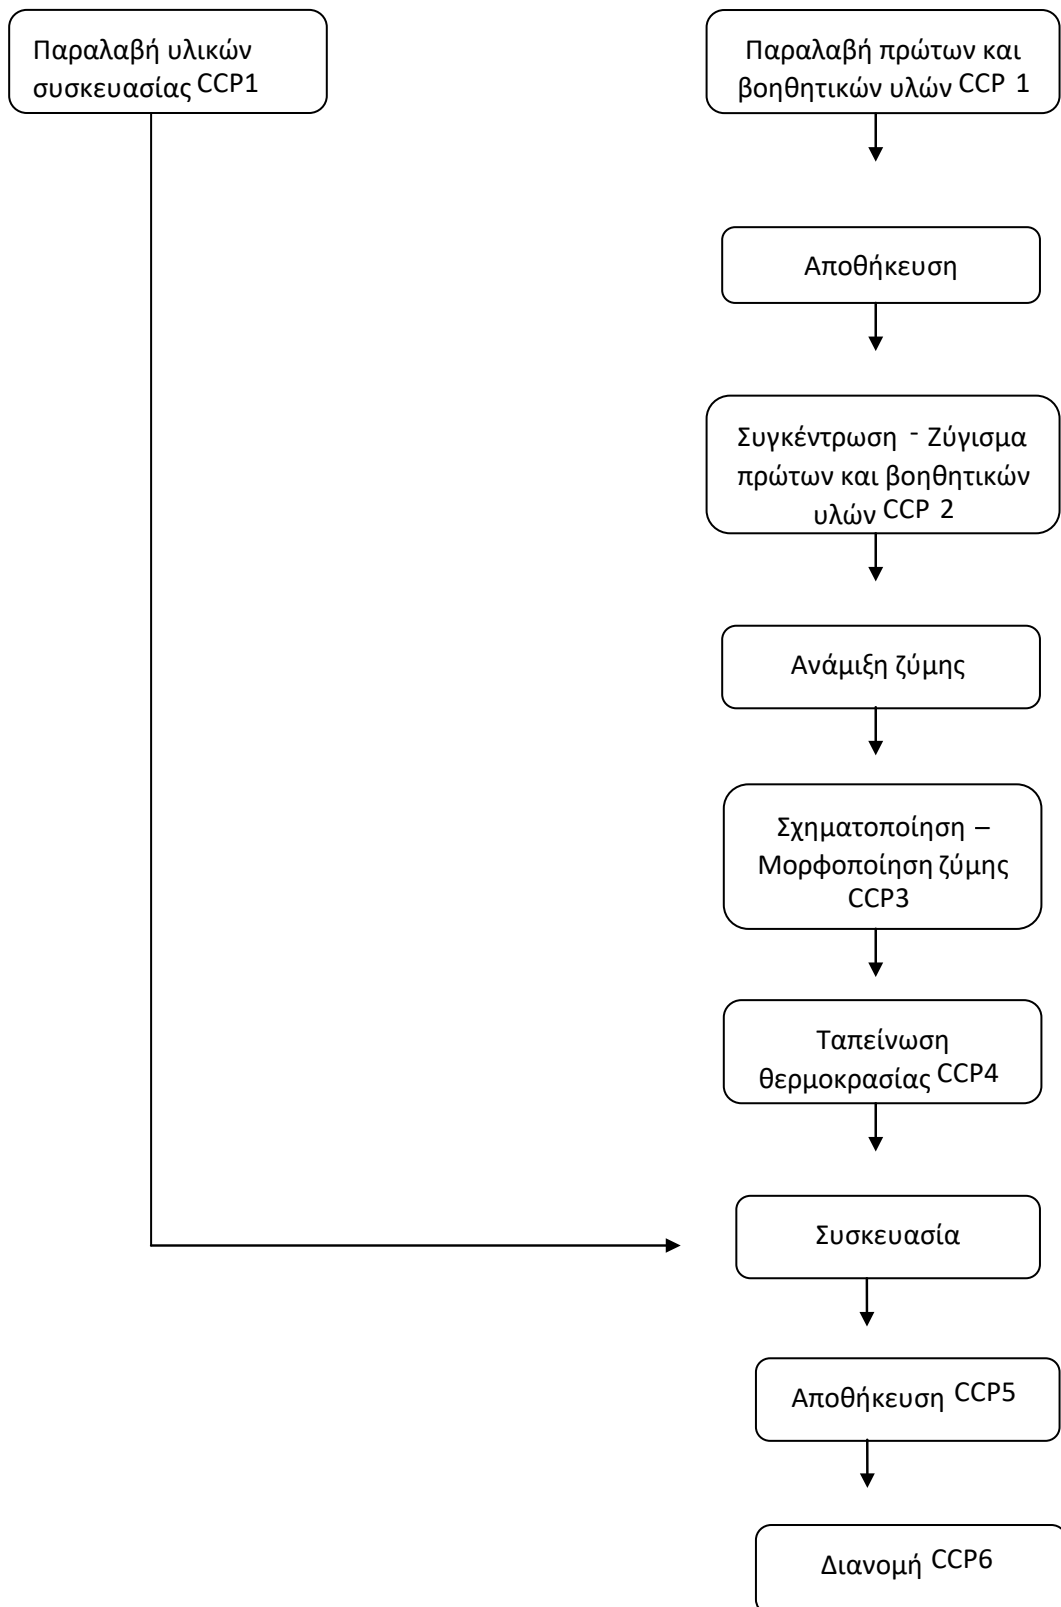 Παραλαβή υλικών
συσκευασίας CCP1
Παραλαβή πρώτων και
βοηθητικών υλών CCP 1
Αποθήκευση
Συγκέντρωση - Ζύγισμα
πρώτων και βοηθητικών
υλών CCP 2
Ανάμιξη ζύμης
Σχηματοποίηση –
Μορφοποίηση ζύμης
CCP3
Ταπείνωση
θερμοκρασίας CCP4
Συσκευασία
Αποθήκευση CCP5
Διανομή CCP6